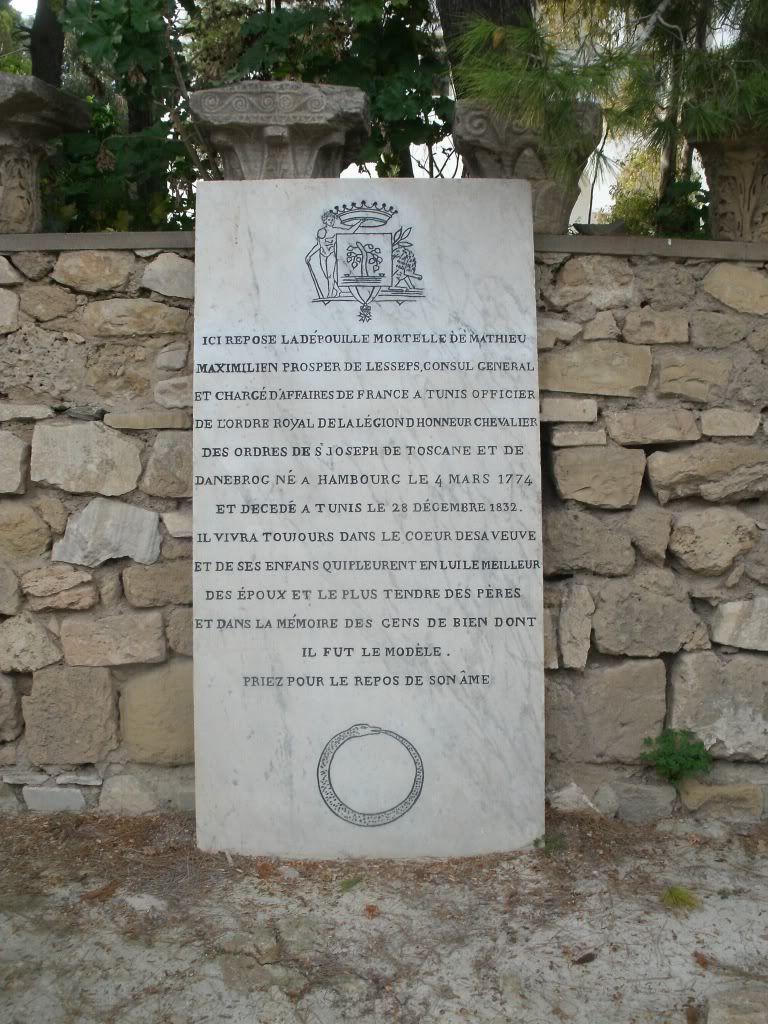 ICI REPOSE LA DÉPOUILLE MORTELLE DE MATHIEU
MAXIMILIEN PROSPER DE LESSEPS, CONSUL GENERAL
ET CHARGÉ D'AFFAIRES DE FRANCE A TUNIS OFFICIER
DE L'ORDRE ROYAL DE LA LÉGION D'HONNEUR CHEVALIER
DES ORDRES DE ST JOSEPH DE TOSCANE ET DE
DANEBROG NÉ A HAMBOURG LE 4 MARS 1774
ET DECEDÉ A TUNIS LE 28 DÉCEMBRE 1832.
IL VIVRA TOUJOURS DANS LE COEUR DE SA VEUVE
ET DE SES ENFANS QUI PLEURENT EN LUI LE MEILLEUR
DES ÉPOUX ET LE PLUS TENDRE DES PÈRES
ET DANS LA MÉMOIRE DES GENS DE BIEN DONT
IL FUT LE MODÈLE.
PRIEZ POUR LE REPOS DE SON ÂME